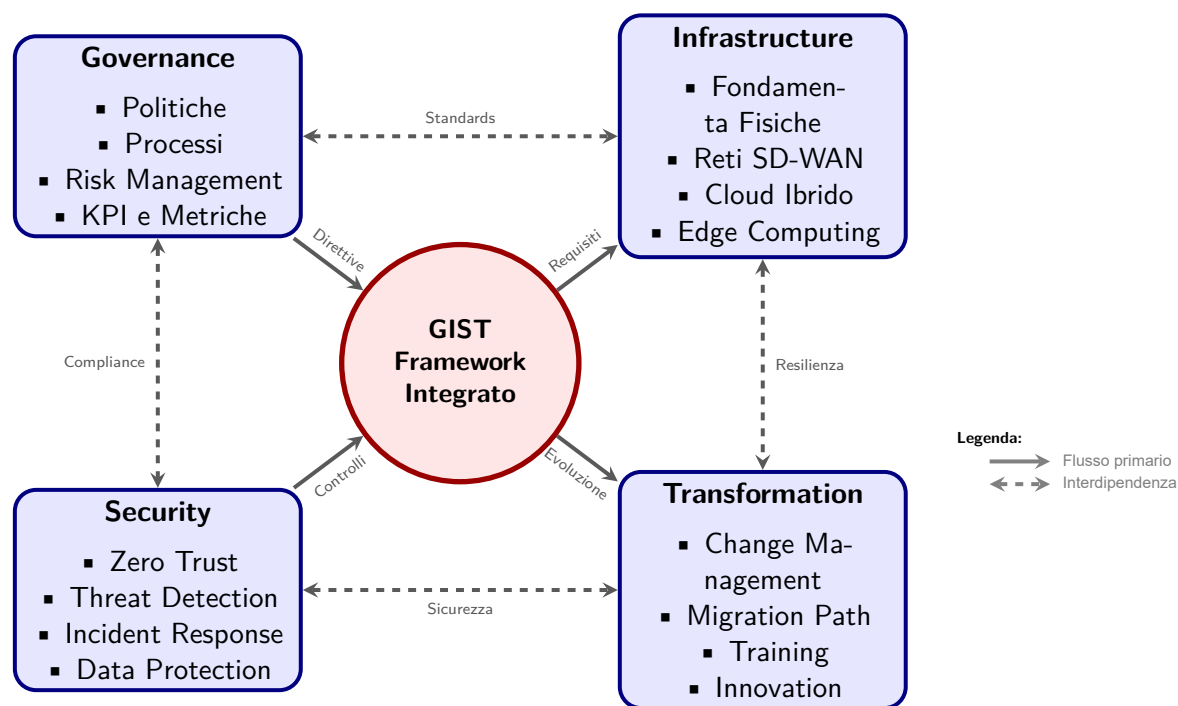 Governance
▪ Politiche
▪ Processi
▪ Risk Management
▪ KPI e Metriche
Standards
Infrastructure
▪ Fondamen-
ta Fisiche
▪ Reti SD-WAN
▪ Cloud Ibrido
▪ Edge Computing
Direttive
Requisiti
Compliance
GIST
Framework
Integrato
Resilienza
Controlli
Evoluzione
Security
▪ Zero Trust
▪ Threat Detection
▪ Incident Response
▪ Data Protection
Sicurezza
Transformation
▪ Change Ma-
nagement
▪ Migration Path
▪ Training
▪ Innovation
Legenda:
Flusso primario
Interdipendenza